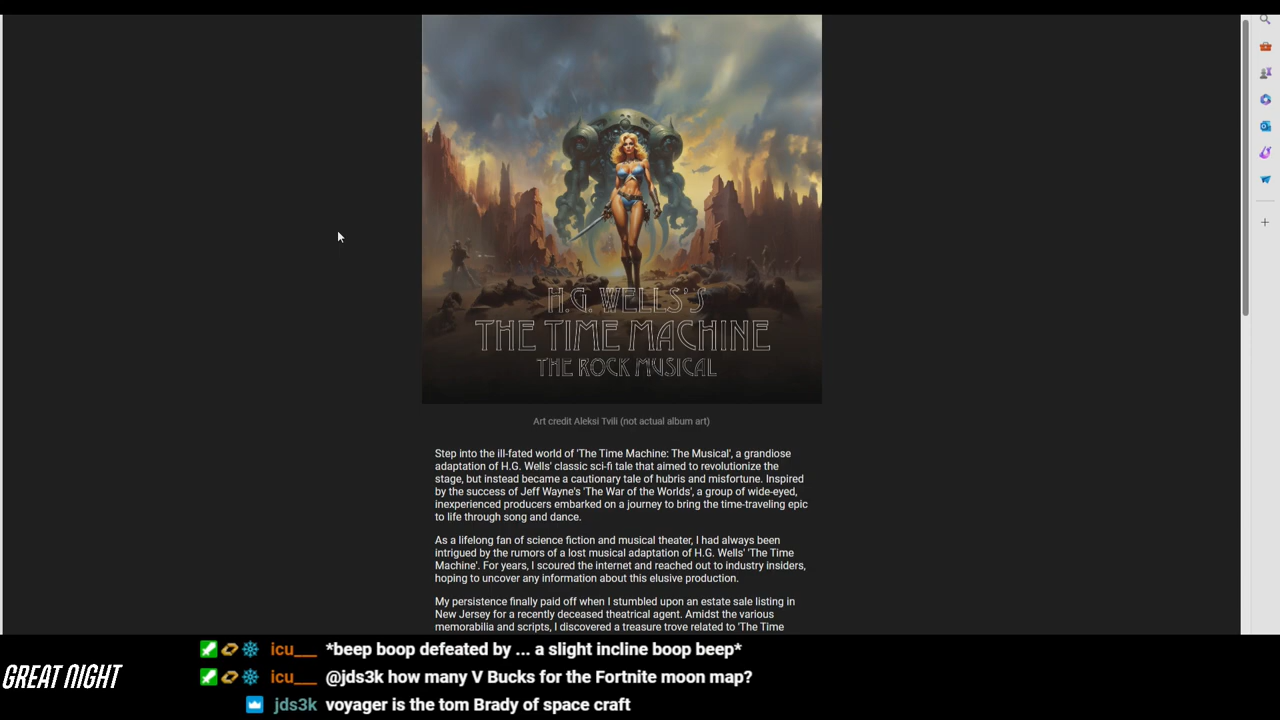 H.G. WELLS'S
THE TIME MACHINE
THE ROCK MUSICAL
Art credit Aleksi Tvili (not actual album art)
Step into the ill-fated world of 'The Time Machine: The Musical', a grandiose
adaptation of H.G. Wells' classic sci-fi tale that aimed to revolutionize the
stage, but instead became a cautionary tale of hubris and misfortune. Inspired
by the success of Jeff Wayne's 'The War of the Worlds', a group of wide-eyed,
inexperienced producers embarked on a journey to bring the time-traveling epic
to life through song and dance.
As a lifelong fan of science fiction and musical theater, I had always been
intrigued by the rumors of a lost musical adaptation of H.G. Wells' 'The Time
Machine'. For years, I scoured the internet and reached out to industry insiders,
hoping to uncover any information about this elusive production.
My persistence finally paid off when I stumbled upon an estate sale listing in
New Jersey for a recently deceased theatrical agent. Amidst the various
memorabilia and scripts, I discovered a treasure trove related to 'The Time
icu___ *beep boop defeated by ... a slight incline boop beep*
GREAT NIGHT
icu___ @jds3k how many V Bucks for the Fortnite moon map?
jds3k voyager is the tom Brady of space craft